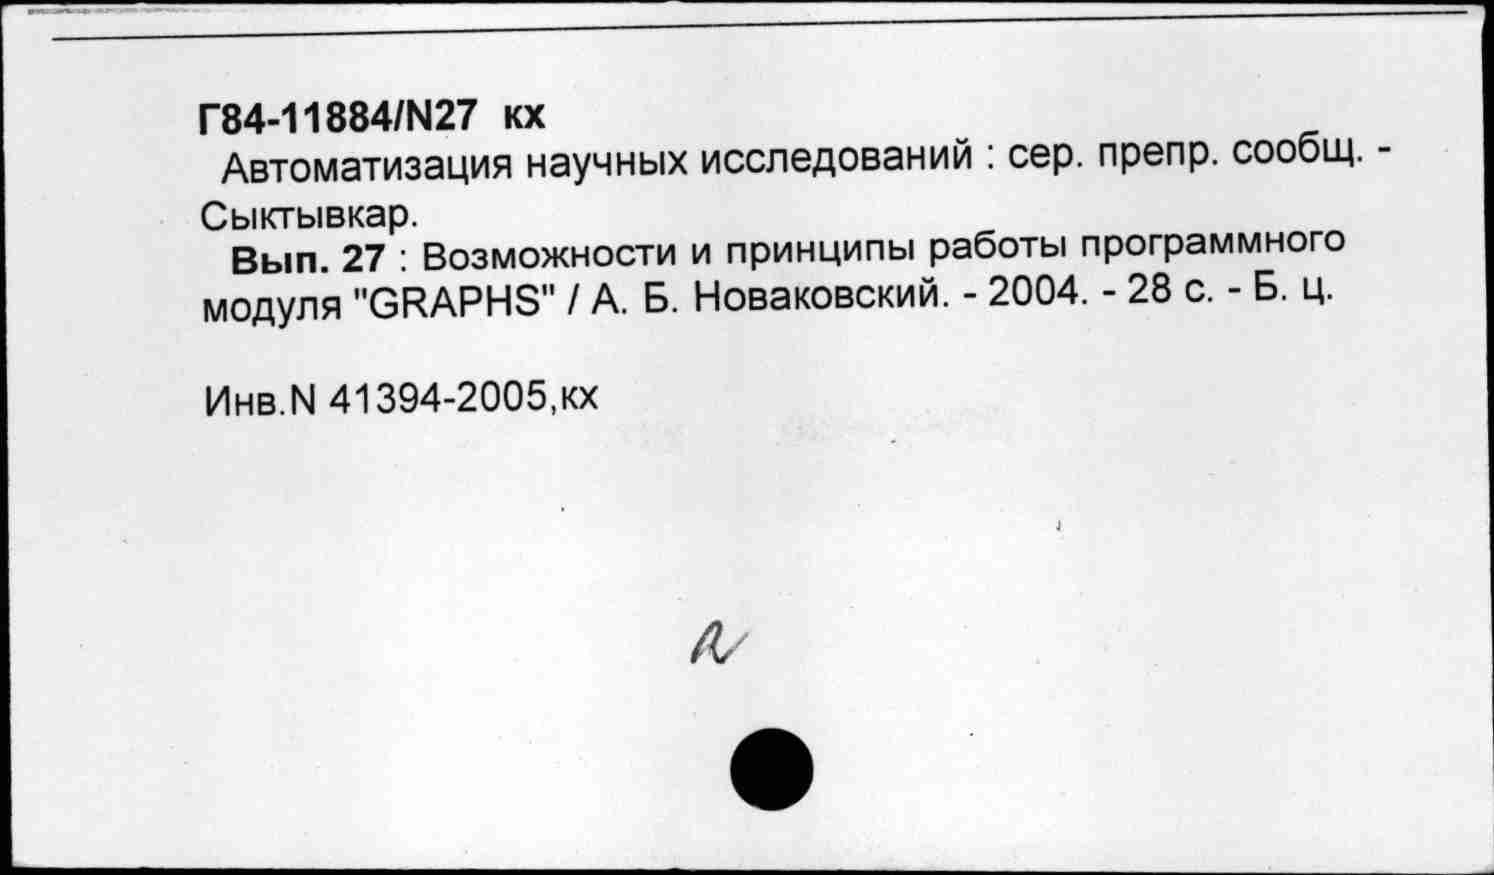 Г84-11884/N27 кх
Автоматизация научных исследований : сер. препр. сообщ. -
Сыктывкар.
Вып. 27 : Возможности и принципы работы программного
модуля "GRAPHS" / А. Б. Новаковский. - 2004. - 28 с. - Б. ц.
Инв.N 41394-2005,кх